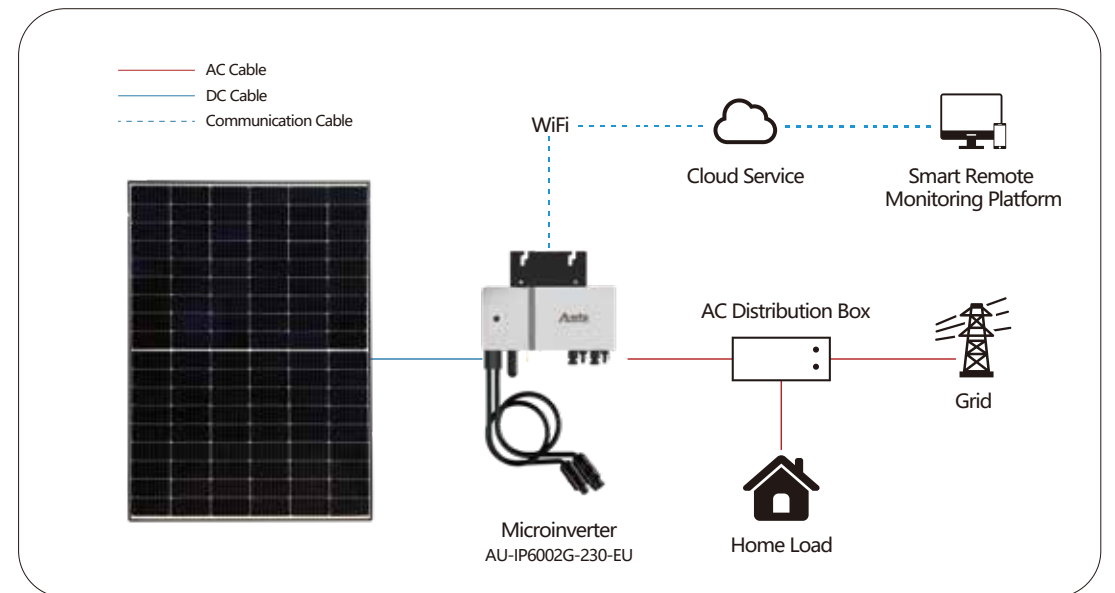 AC Cable
DC Cable
Communication Cable
WiFi
Cloud Service
Smart Remote
Monitoring Platform
AC Distribution Box
Grid
Home Load
Microinverter
AU-IP6002G-230-EU